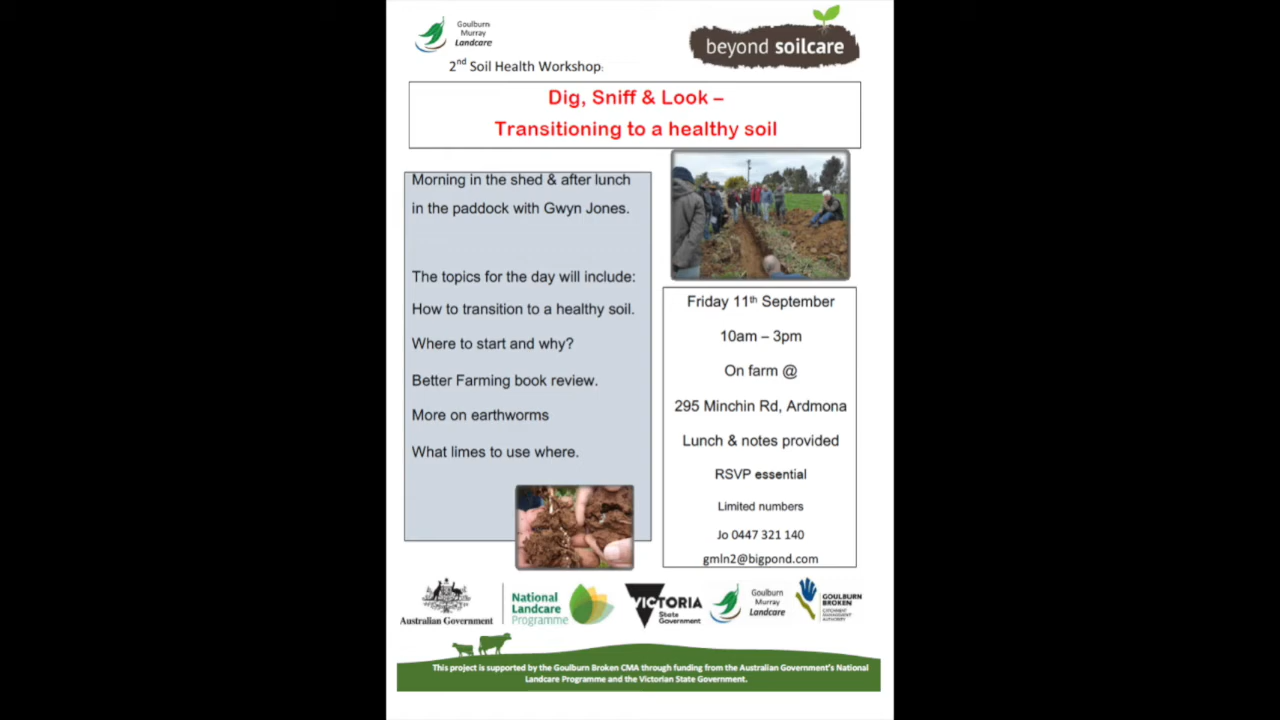 Goulburn
Murray
Landcare
beyond soilcare
2nd Soil Health Workshop:
Dig, Sniff & Look –
Transitioning to a healthy soil
Morning in the shed & after lunch
in the paddock with Gwyn Jones.
The topics for the day will include:
How to transition to a healthy soil.
Where to start and why?
Better Farming book review.
More on earthworms
What limes to use where.
Friday 11th September
10am – 3pm
On farm @
295 Minchin Rd, Ardmona
Lunch & notes provided
RSVP essential
Limited numbers
Jo 0447 321 140
gmln2@bigpond.com
Australian Government
National
Landcare
Programme
VICTORIA
State
Government
Goulburn
Murray
Landcare
GOULBURN
BROKEN
CATCHMENT
MANAGEMENT
AUTHORITY
This project is supported by the Goulburn Broken CMA through funding from the Australian Government's National
Landcare Programme and the Victorian State Government.